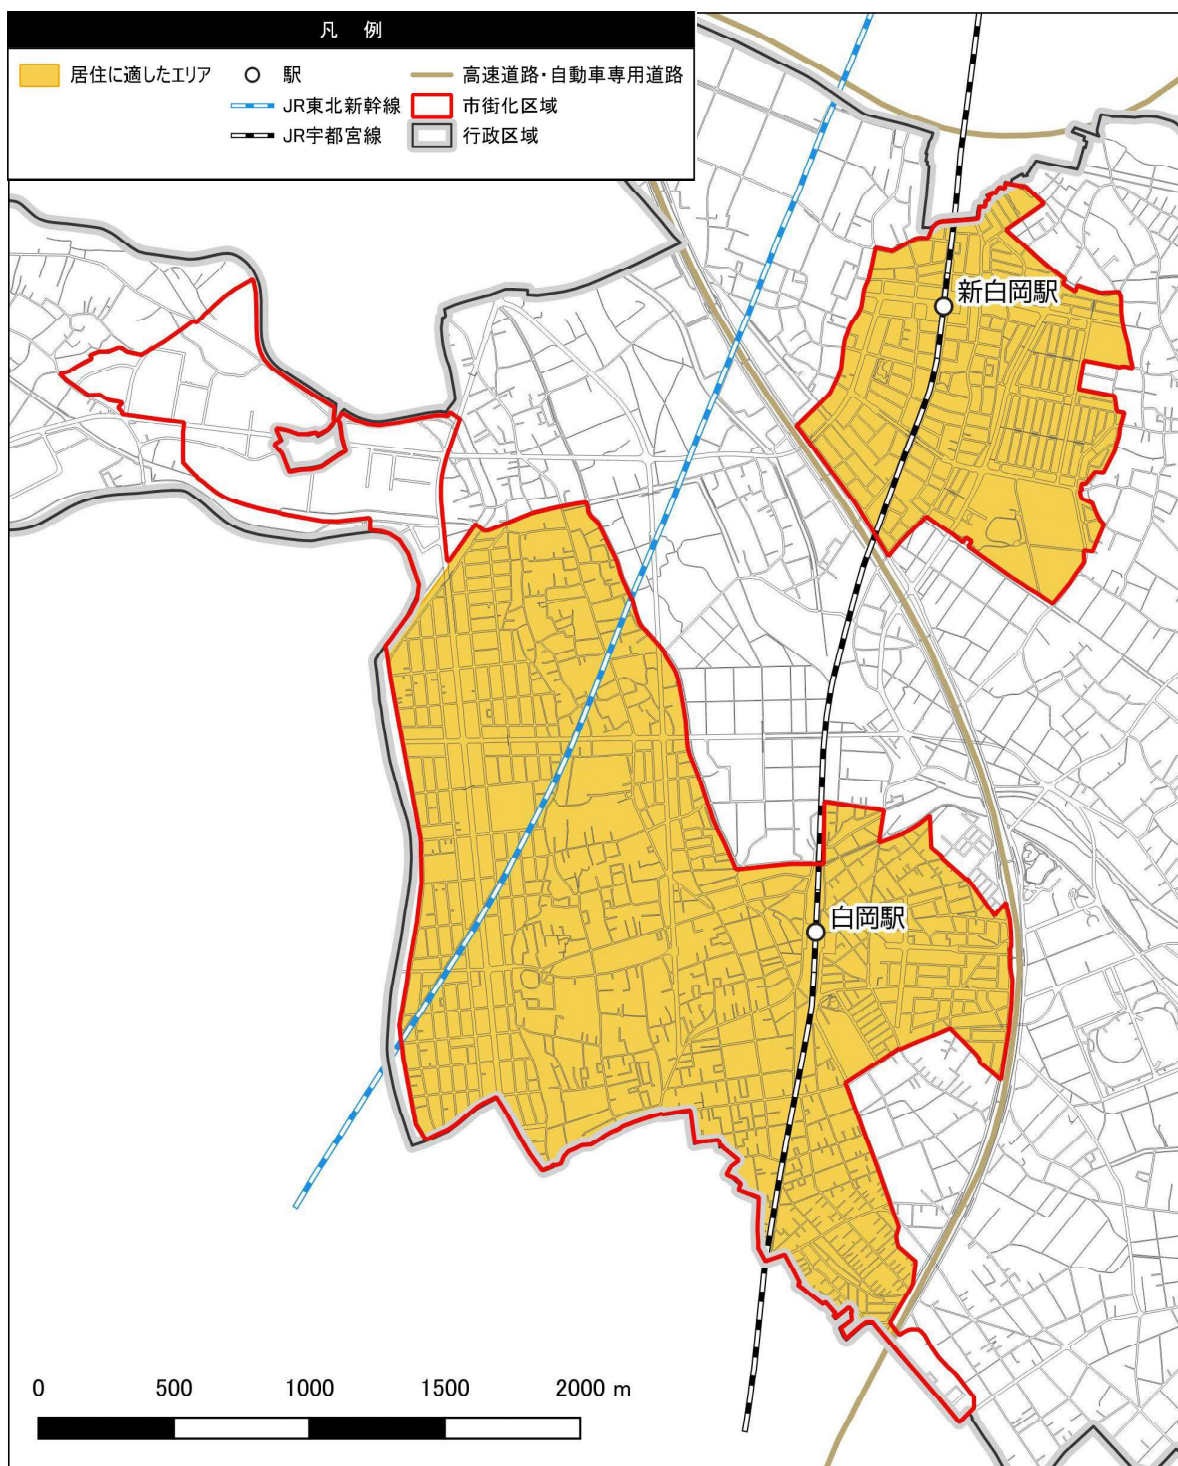 凡 例
居住に適したエリア
駅
高速道路・自動車専用道路
JR東北新幹線
市街化区域
JR宇都宮線
行政区域
新白岡駅
白岡駅
0 500 1000 1500 2000 m